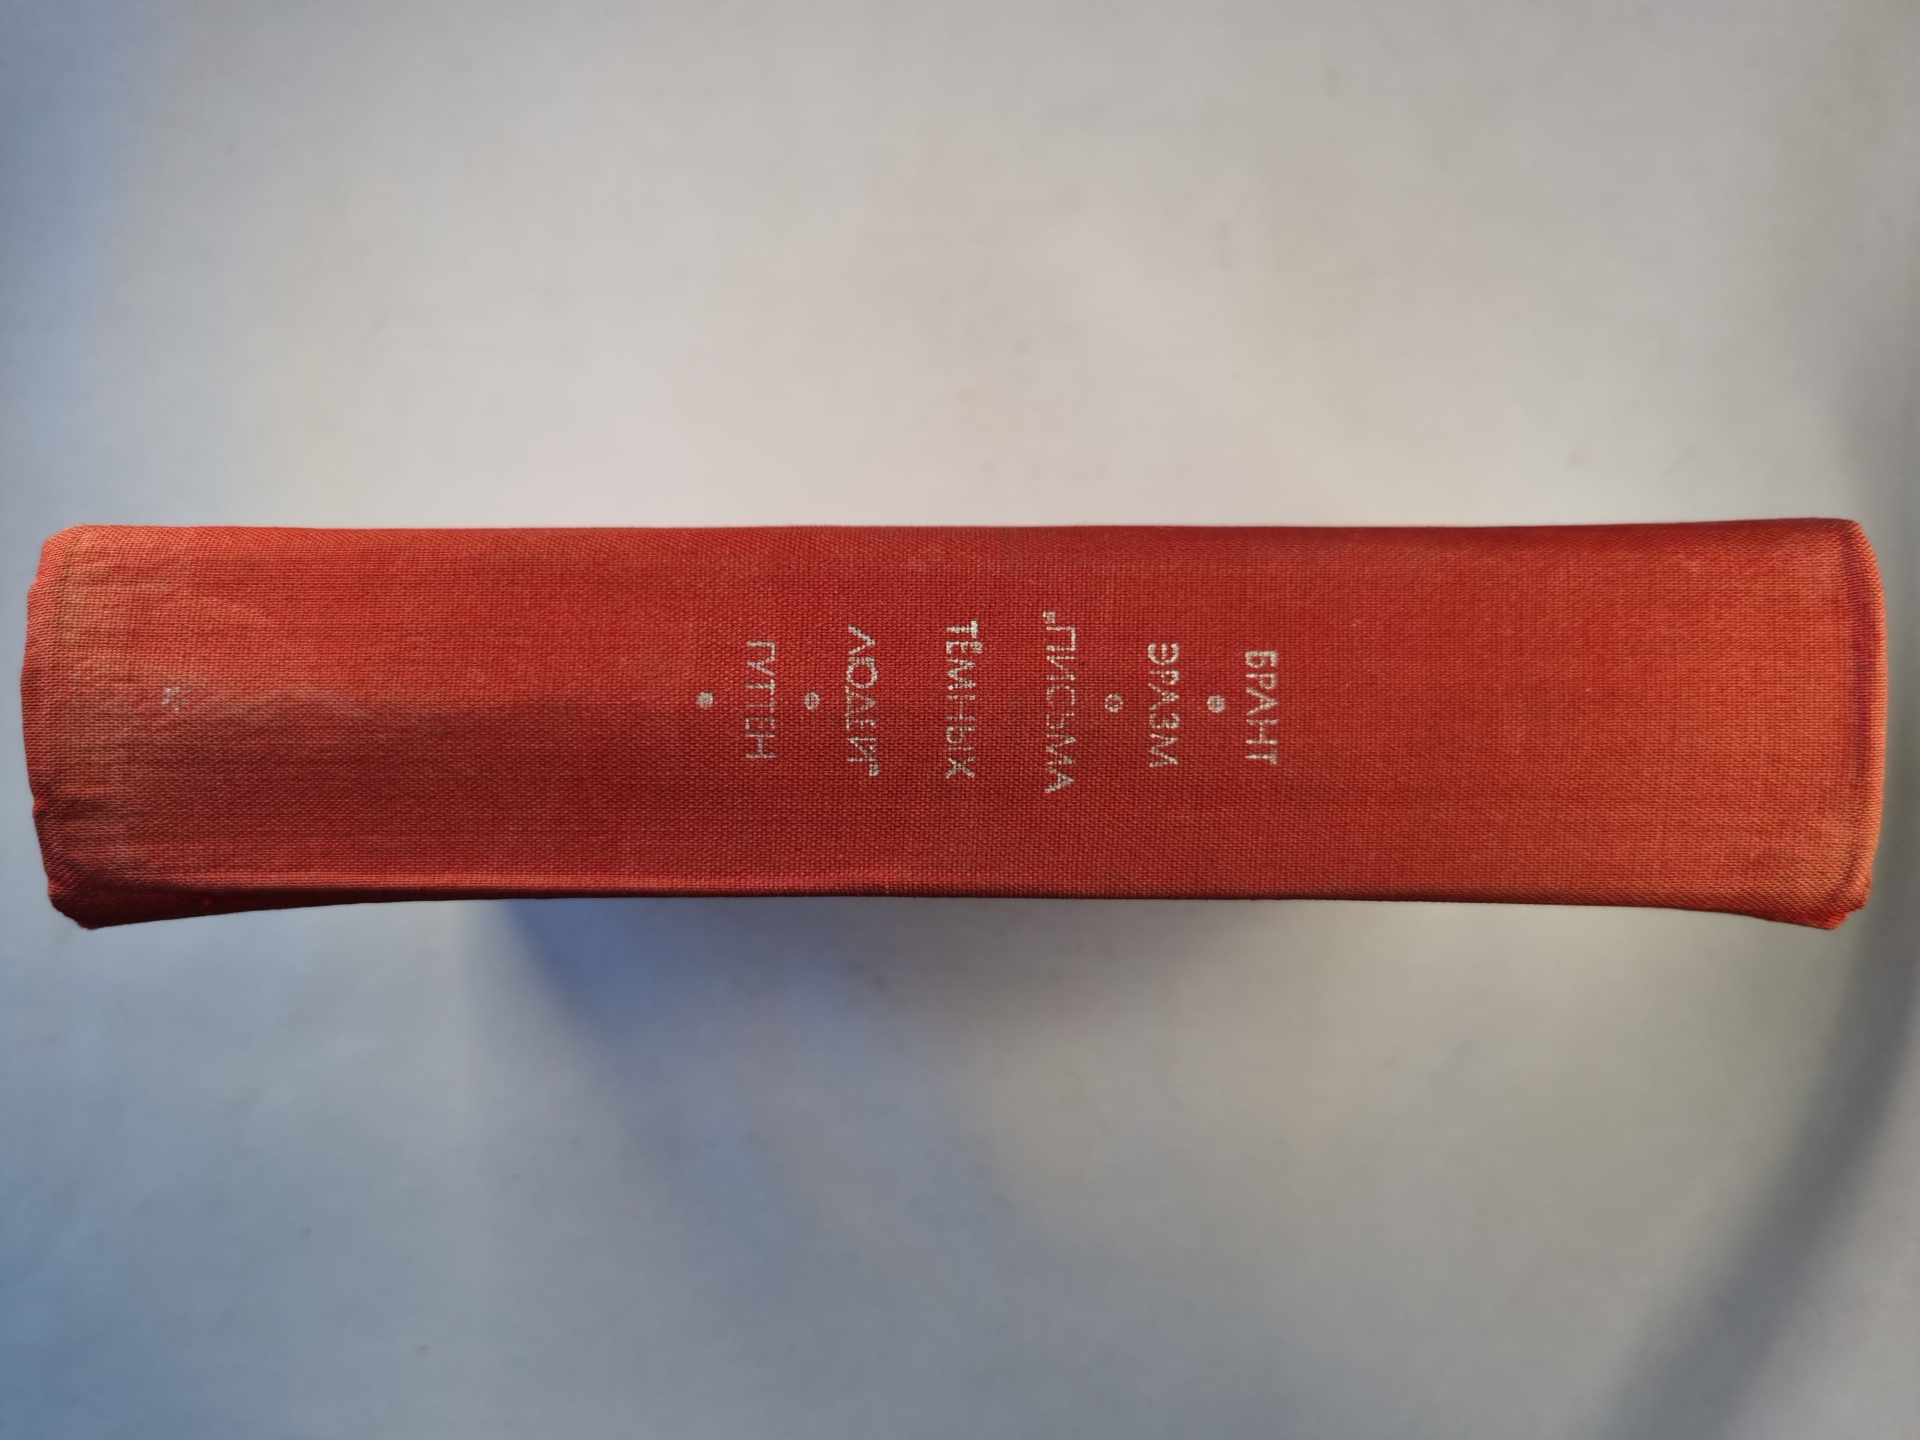 БРАНТ
ЭРАЗМ
„ПИСЬМА
ТЁМНЫХ
ЛЮДЕЙ“
ГУТТЕН